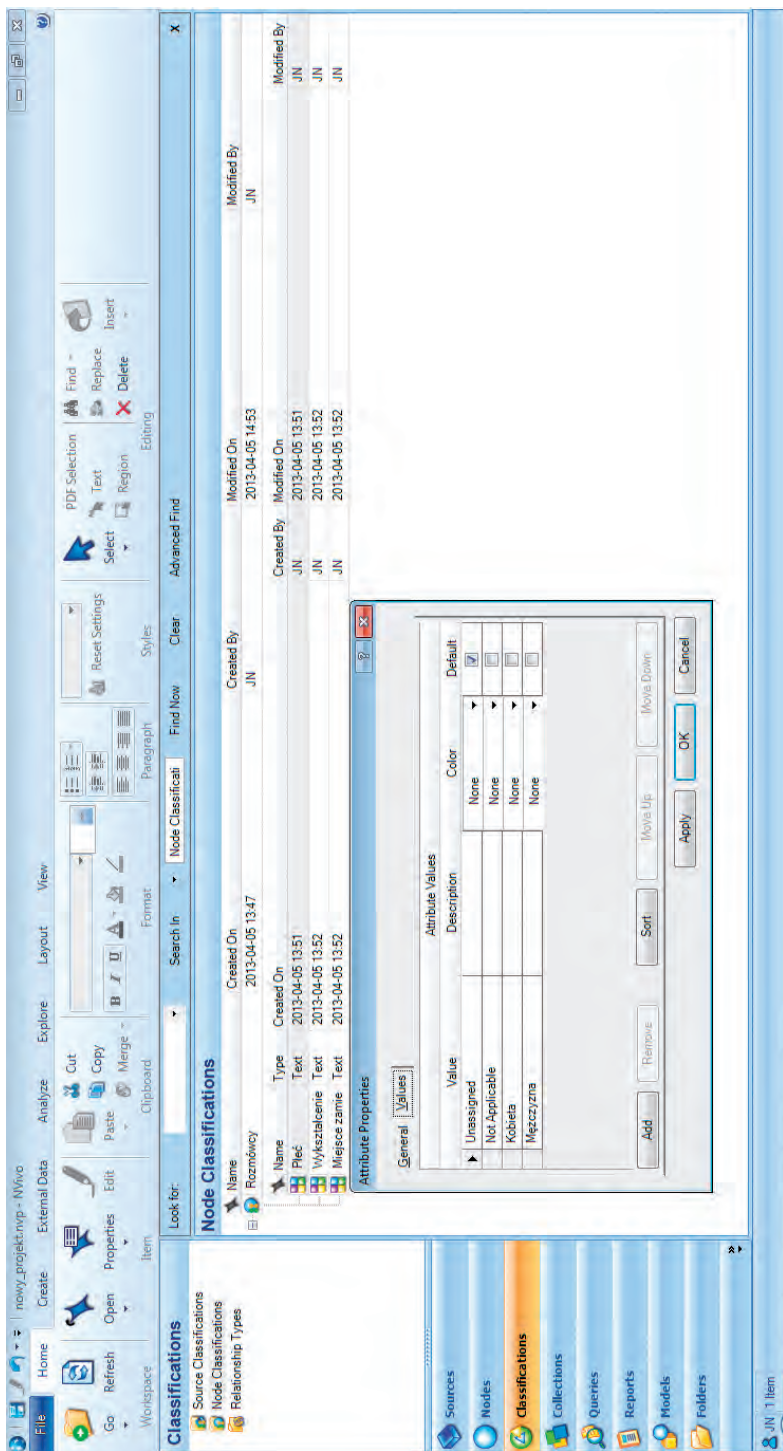 nowy_projekt.nvp - NVivo
File Home Create External Data Analyze Explore Layout View
Go Refresh Open Properties Edit Paste Cut Copy Merge
B I U A
Reset Settings
Select PDF Selection Text Region Find Replace Delete Insert
Workspace Item Clipboard Format Paragraph Styles Editing
Look for: Search In Node Classificati Find Now Clear Advanced Find X
Classifications
Source Classifications
Node Classifications
Relationship Types
Node Classifications
Name Created On Created By Modified On Modified By
Rozmówcy 2013-04-05 13:47 JN 2013-04-05 14:53 JN
Name Type Created On Created By Modified On Modified By
Płeć Text 2013-04-05 13:51 JN 2013-04-05 13:51 JN
Wykształcenie Text 2013-04-05 13:52 JN 2013-04-05 13:52 JN
Miejsce zamie Text 2013-04-05 13:52 JN 2013-04-05 13:52 JN
Attribute Properties
General Values
Attribute Values
Value Description Color Default
Unassigned None
Not Applicable None
Kobieta None
Mężczyzna None
Add Remove Sort Move Up Move Down
Apply OK Cancel
Sources
Nodes
Classifications
Collections
Queries
Reports
Models
Folders
JN 1 Item